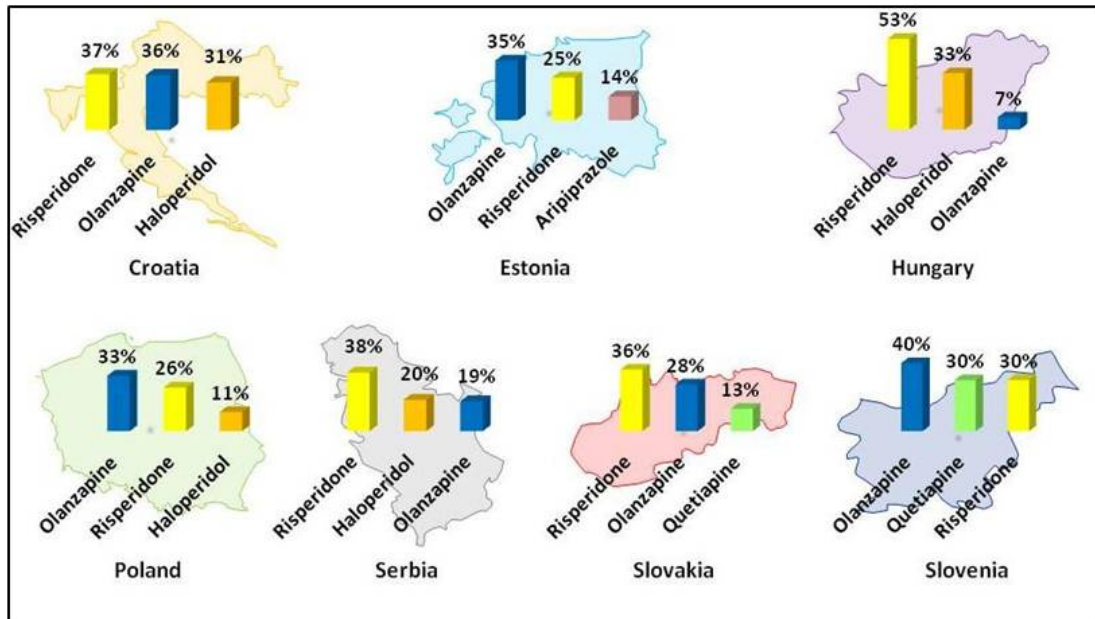 37% 36% 31%
Risperidone Olanzapine Haloperidol
Croatia
35% 25% 14%
Olanzapine Risperidone Aripiprazole
Estonia
53% 33% 7%
Risperidone Haloperidol Olanzapine
Hungary
33% 26% 11%
Olanzapine Risperidone Haloperidol
Poland
38% 20% 19%
Risperidone Haloperidol Olanzapine
Serbia
36% 28% 13%
Risperidone Olanzapine Quetiapine
Slovakia
40% 30% 30%
Olanzapine Quetiapine Risperidone
Slovenia